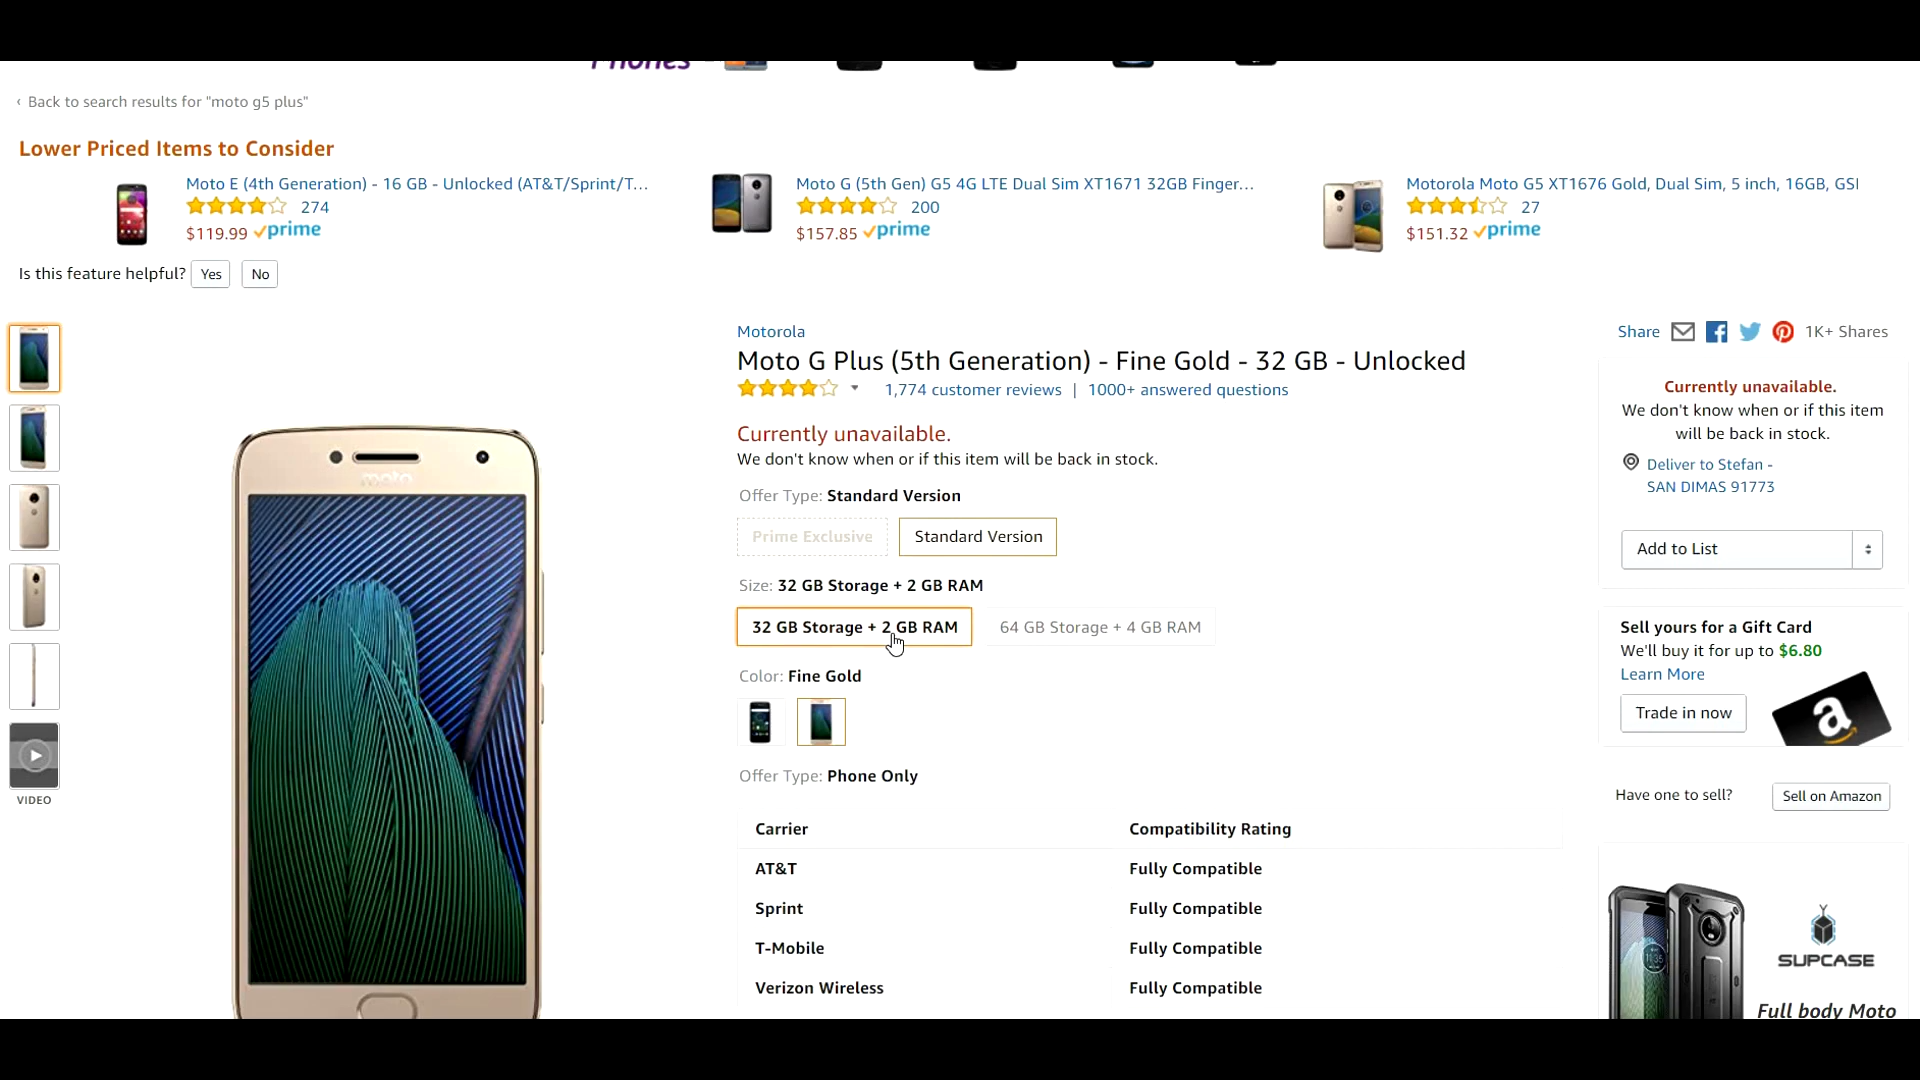 Phones
‹ Back to search results for "moto g5 plus"
Lower Priced Items to Consider
Moto E (4th Generation) - 16 GB - Unlocked (AT&T/Sprint/T...
274
$119.99 prime
Moto G (5th Gen) G5 4G LTE Dual Sim XT1671 32GB Finger...
200
$157.85 prime
Motorola Moto G5 XT1676 Gold, Dual Sim, 5 inch, 16GB, GSI
27
$151.32 prime
Is this feature helpful? Yes No
VIDEO
moto
Motorola
Moto G Plus (5th Generation) - Fine Gold - 32 GB - Unlocked
1,774 customer reviews | 1000+ answered questions
Currently unavailable.
We don't know when or if this item will be back in stock.
Offer Type: Standard Version
Prime Exclusive Standard Version
Size: 32 GB Storage + 2 GB RAM
32 GB Storage + 2 GB RAM 64 GB Storage + 4 GB RAM
Color: Fine Gold
Offer Type: Phone Only
Carrier Compatibility Rating
AT&T Fully Compatible
Sprint Fully Compatible
T-Mobile Fully Compatible
Verizon Wireless Fully Compatible
Share 1K+ Shares
Currently unavailable.
We don't know when or if this item
will be back in stock.
Deliver to Stefan -
SAN DIMAS 91773
Add to List
Sell yours for a Gift Card
We'll buy it for up to $6.80
Learn More
Trade in now
a
Have one to sell? Sell on Amazon
11:35
SUPCASE
Full body Moto